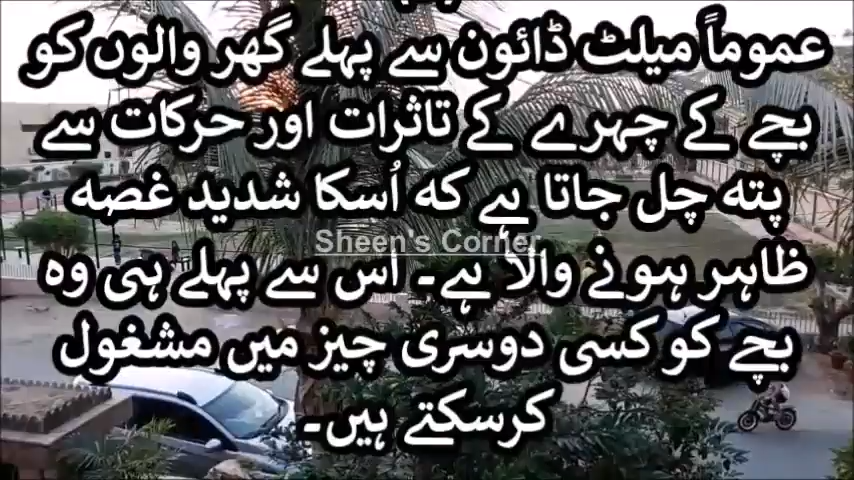 عموماً میلٹ ڈائون سے پہلے گھر والوں کو
بچے کے چہرے کے تاثرات اور حرکات سے
پتہ چل جاتا ہے کہ اُسکا شدید غصہ
Sheen's Corner
ظاہر ہونے والا ہے۔ اس سے پہلے ہی وہ
بچے کو کسی دوسری چیز میں مشغول
کرسکتے ہیں۔